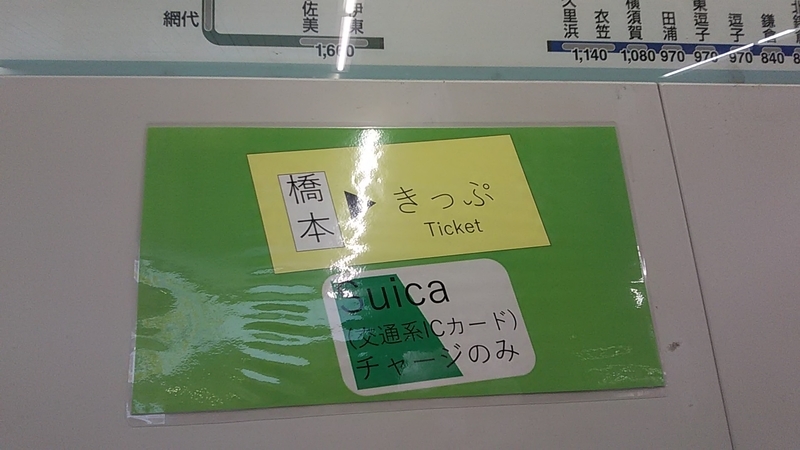 網代
佐美
伊東
1,660
久里浜
衣笠
横須賀
田浦
東逗子
逗子
鎌倉
1,140 1,080 970 970 970 840
橋本
きっぷ
Ticket
Suica
(交通系ICカード)
チャージのみ